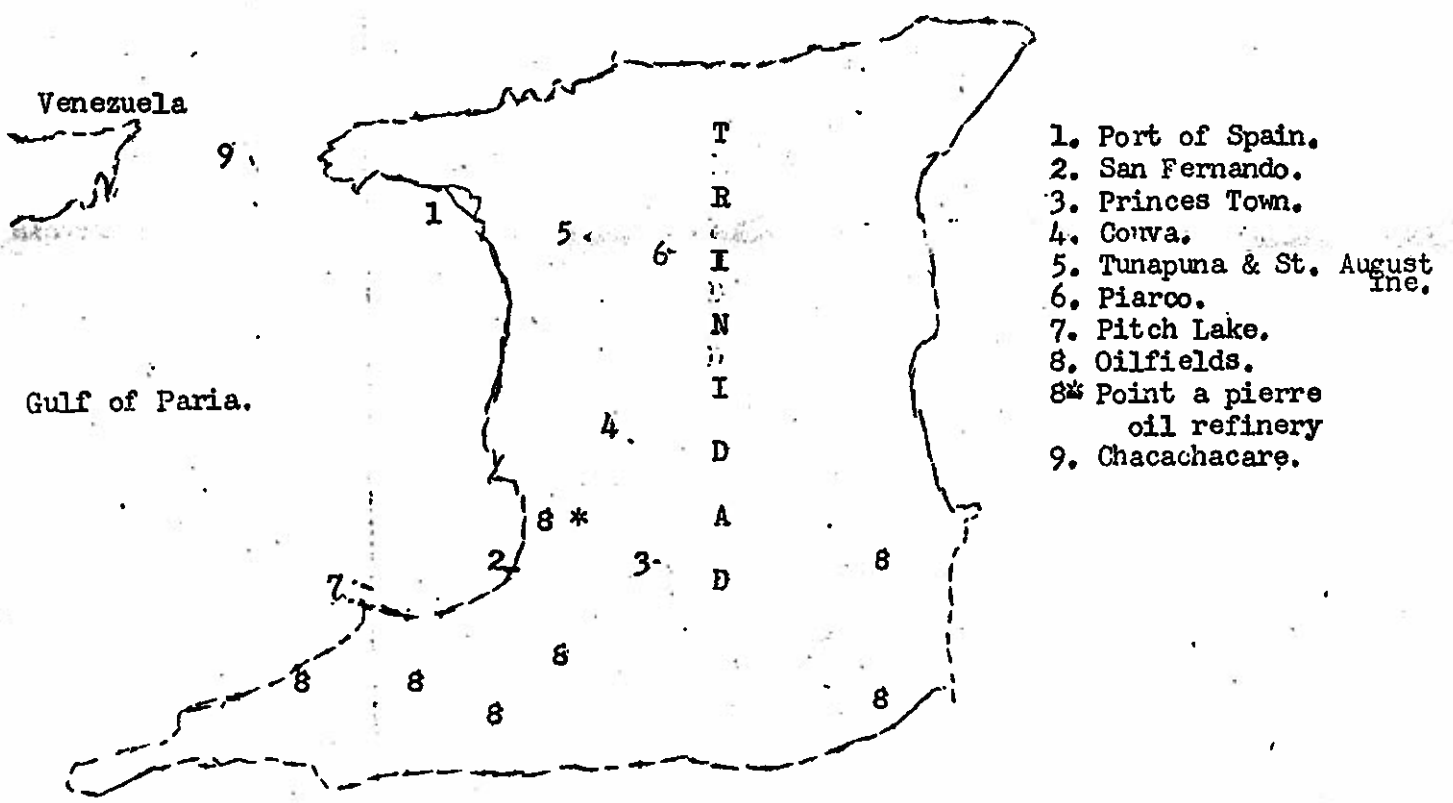 Venezuela
9
1
5
6
TRINIDAD
Gulf of Paria.
4
8 *
2
3
8
7
8
8
8
8
8
1. Port of Spain.
2. San Fernando.
3. Princes Town.
4. Couva.
5. Tunapuna & St. August
ine.
6. Piarco.
7. Pitch Lake.
8. Oilfields.
8* Point a pierre
oil refinery
9. Chacachacare.